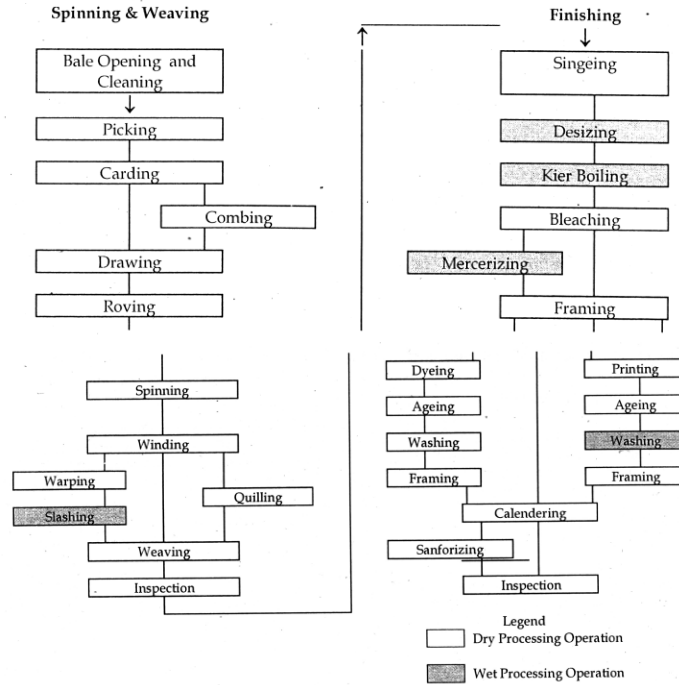 Spinning & Weaving
Bale Opening and
Cleaning
Picking
Carding
Combing
Drawing
Roving
Spinning
Winding
Warping
Slashing
Quilling
Weaving
Inspection
Finishing
Singeing
Desizing
Kier Boiling
Bleaching
Mercerizing
Framing
Dyeing
Ageing
Washing
Framing
Printing
Ageing
Washing
Framing
Calendering
Sanforizing
Inspection
Legend
Dry Processing Operation
Wet Processing Operation